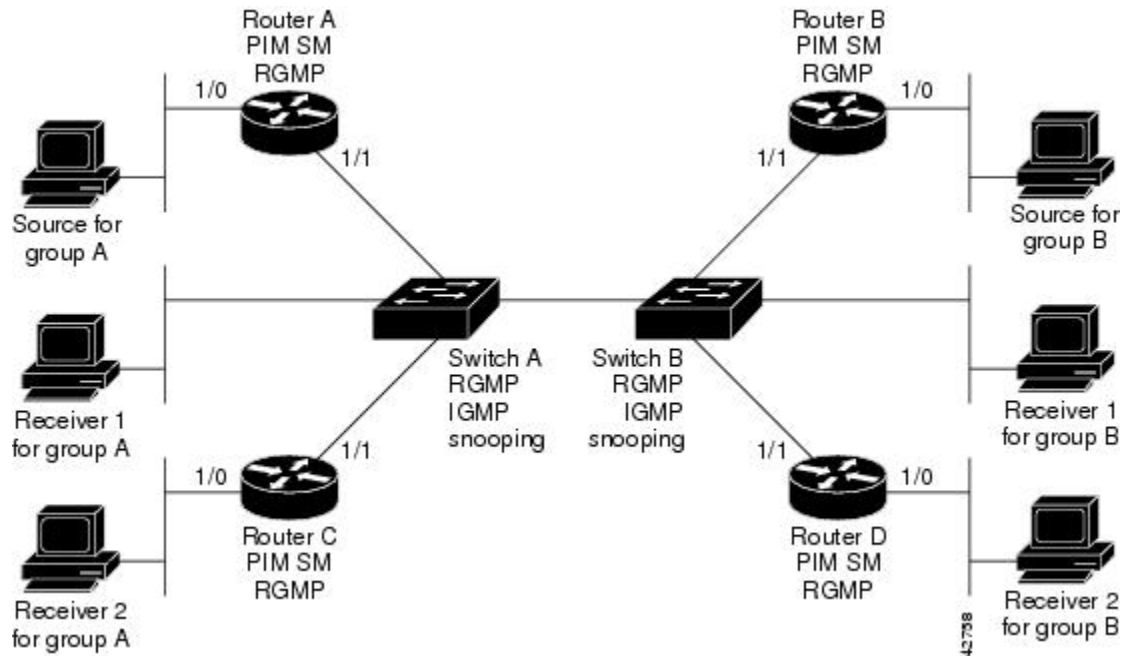 Router A
PIM SM
RGMP
Router B
PIM SM
RGMP
1/0
1/0
1/1
1/1
Source for
group A
Source for
group B
Switch A
RGMP
IGMP
snooping
Switch B
RGMP
IGMP
snooping
Receiver 1
for group A
Receiver 1
for group B
1/1
1/1
1/0
1/0
Router C
PIM SM
RGMP
Router D
PIM SM
RGMP
Receiver 2
for group A
Receiver 2
for group B
42758